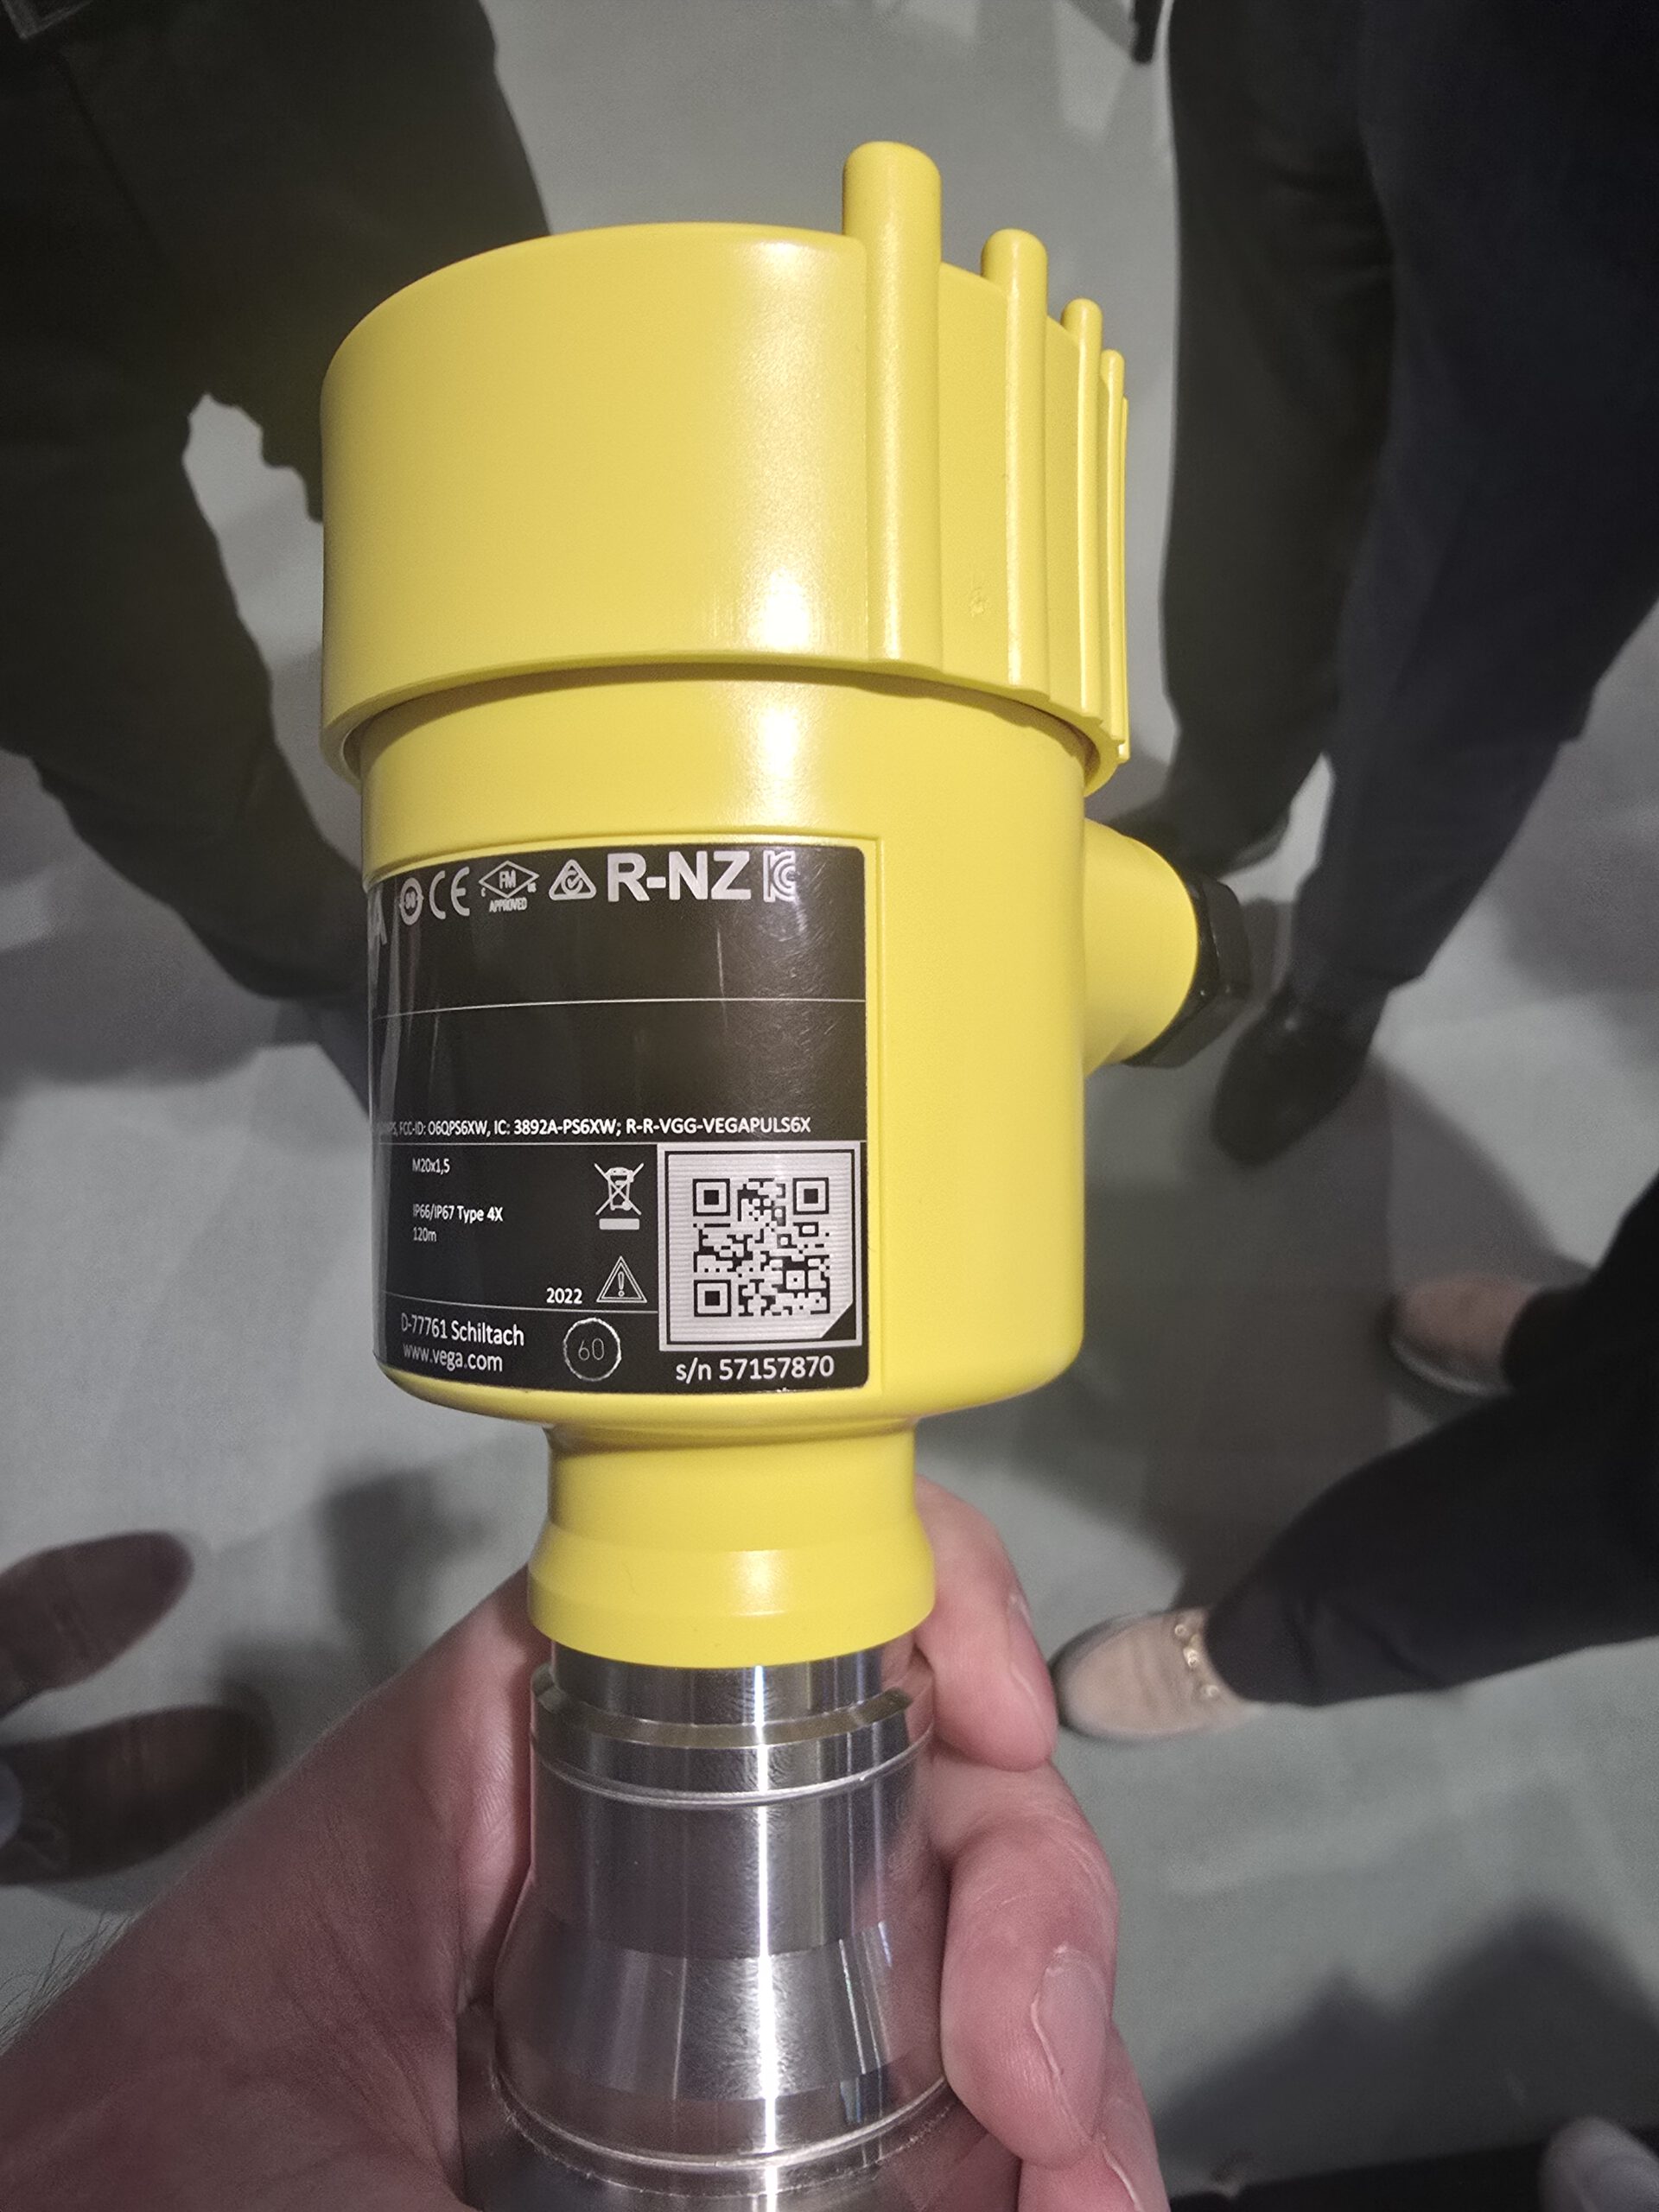 CE FM APPROVED R-NZ
FCC-ID: O6QPS6XW, IC: 3892A-PS6XW; R-R-VGG-VEGAPULS6X
M20x1,5
IP66/IP67 Type 4X
120m
2022
D-77761 Schiltach
www.vega.com
60
s/n 57157870